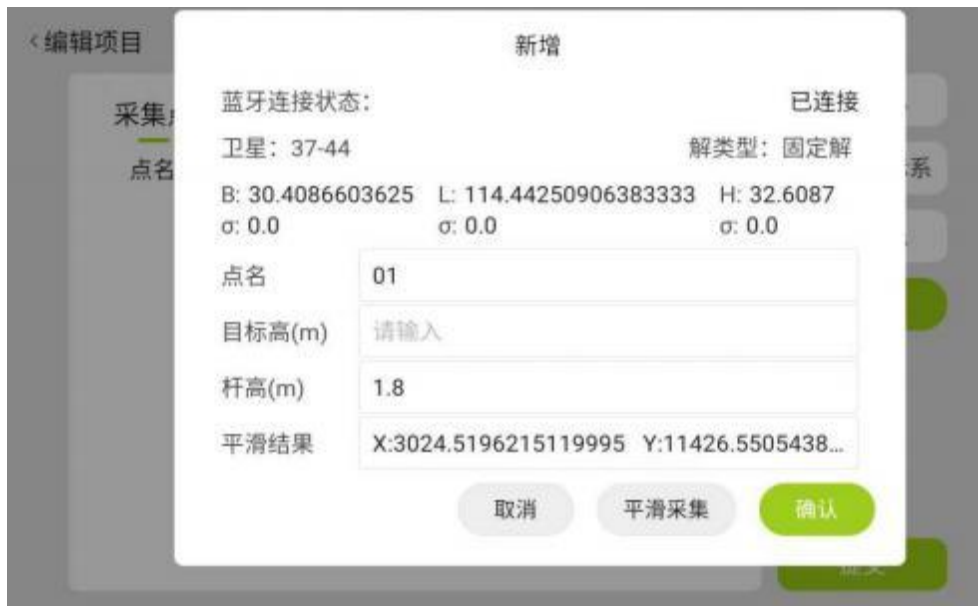 <编辑项目
新增
采集
蓝牙连接状态: 已连接
卫星: 37-44 解类型: 固定解
点名 系
B: 30.4086603625 L: 114.44250906383333 H: 32.6087
σ: 0.0 σ: 0.0 σ: 0.0
点名 01
目标高(m) 请输入
杆高(m) 1.8
平滑结果 X:3024.5196215119995 Y:11426.5505438...
取消 平滑采集 确认